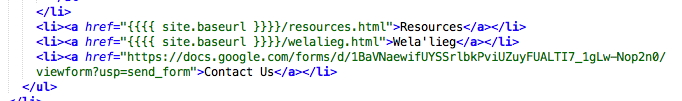 </li>
<li><a href="{{{{ site.baseurl }}}}/resources.html">Resources</a></li>
<li><a href="{{{{ site.baseurl }}}}/welalieg.html">Wela'lieg</a></li>
<li><a href="https://docs.google.com/forms/d/1BaVNaewifUYSSrlbkPviUZuyFUALTI7_1gLw-Nop2n0/
viewform?usp=send_form">Contact Us</a></li>
</ul>
</li>